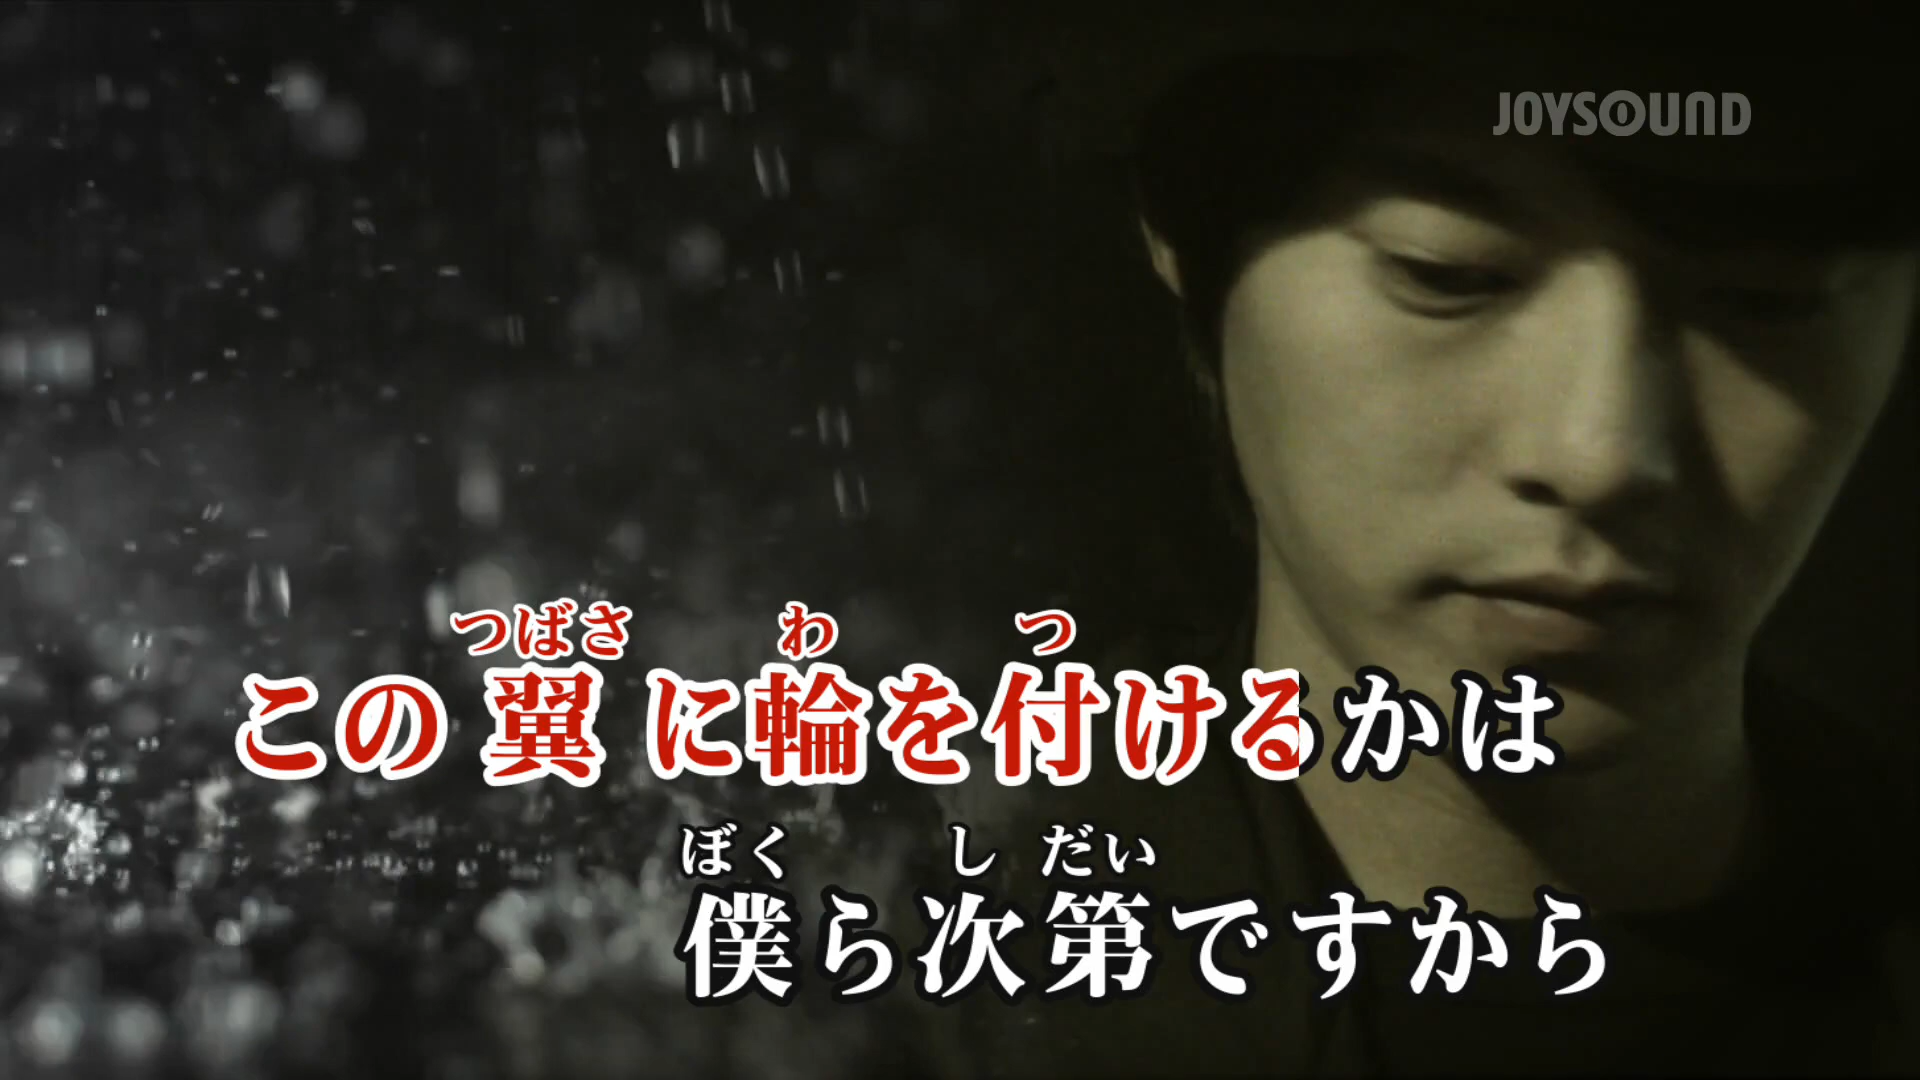 JOYSOUND
つばさ わ つ
この翼に輪を付けるかは
ぼく し だい
僕ら次第ですから